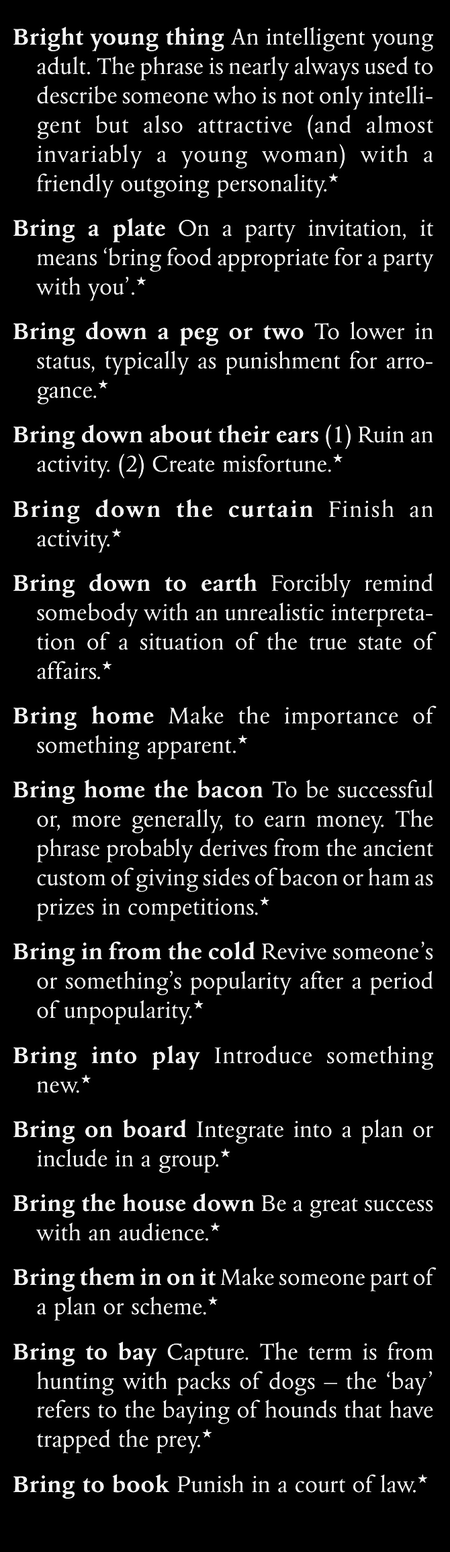 Bright young thing An intelligent young
adult. The phrase is nearly always used to
describe someone who is not only intelli-
gent but also attractive (and almost
invariably a young woman) with a
friendly outgoing personality.★
Bring a plate On a party invitation, it
means ‘bring food appropriate for a party
with you’.★
Bring down a peg or two To lower in
status, typically as punishment for arro-
gance.★
Bring down about their ears (1) Ruin an
activity. (2) Create misfortune.★
Bring down the curtain Finish an
activity.★
Bring down to earth Forcibly remind
somebody with an unrealistic interpreta-
tion of a situation of the true state of
affairs.★
Bring home Make the importance of
something apparent.★
Bring home the bacon To be successful
or, more generally, to earn money. The
phrase probably derives from the ancient
custom of giving sides of bacon or ham as
prizes in competitions.★
Bring in from the cold Revive someone’s
or something’s popularity after a period
of unpopularity.★
Bring into play Introduce something
new.★
Bring on board Integrate into a plan or
include in a group.★
Bring the house down Be a great success
with an audience.★
Bring them in on it Make someone part of
a plan or scheme.★
Bring to bay Capture. The term is from
hunting with packs of dogs – the ‘bay’
refers to the baying of hounds that have
trapped the prey.★
Bring to book Punish in a court of law.★